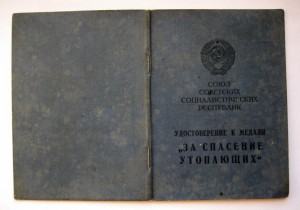 СОЮЗ
СОВЕТСКИХ
СОЦИАЛИСТИЧЕСКИХ
РЕСПУБЛИК
УДОСТОВЕРЕНИЕ К МЕДАЛИ
„ЗА СПАСЕНИЕ
УТОПАЮЩИХ“